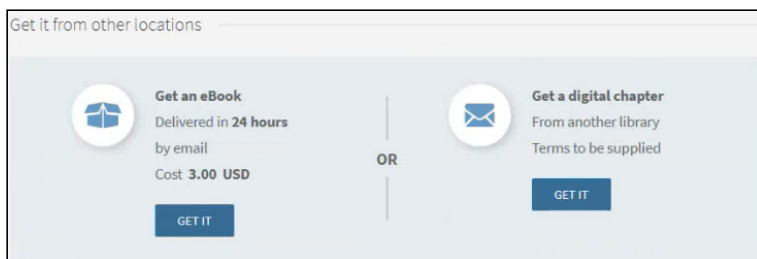 Get it from other locations
Get an eBook
Delivered in 24 hours
by email
Cost 3.00 USD
GET IT
OR
Get a digital chapter
From another library
Terms to be supplied
GET IT